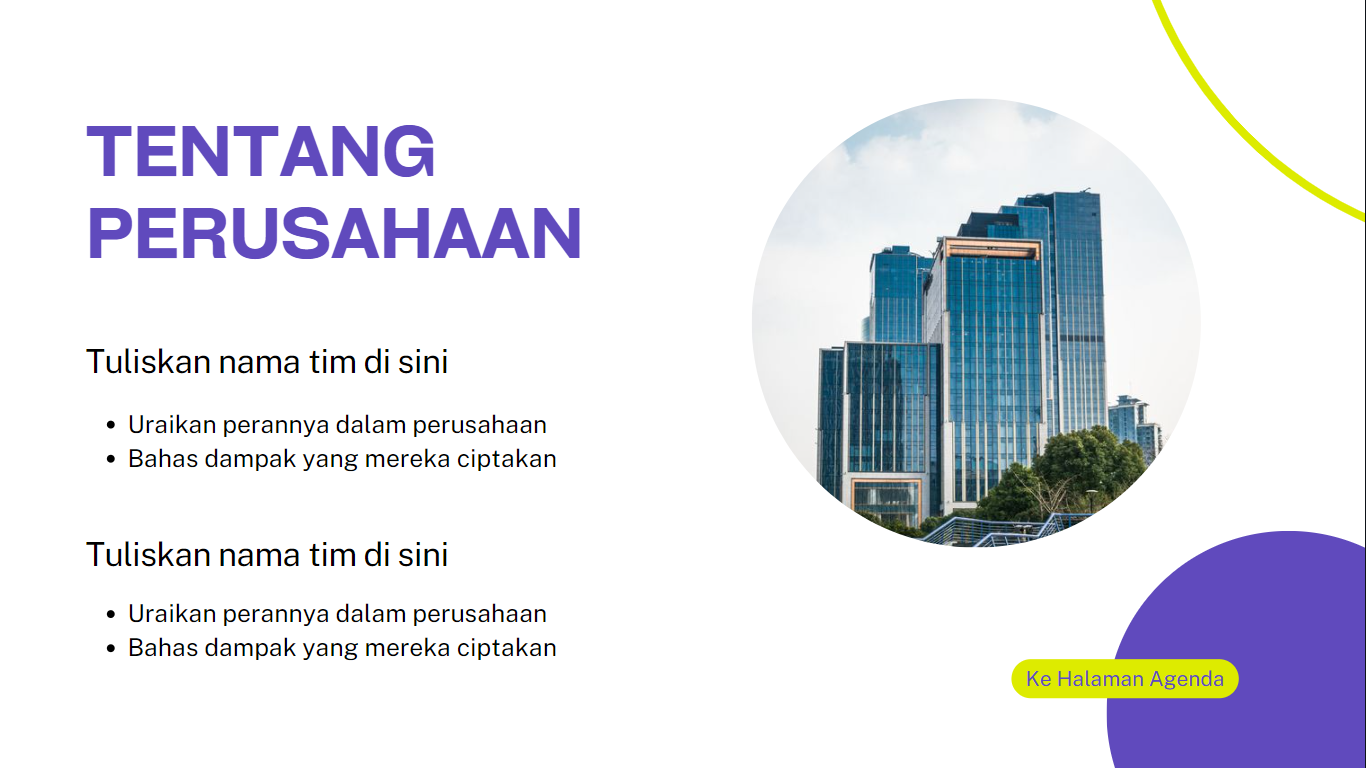 TENTANG
PERUSAHAAN
Tuliskan nama tim di sini
• Uraikan perannya dalam perusahaan
• Bahas dampak yang mereka ciptakan
Tuliskan nama tim di sini
• Uraikan perannya dalam perusahaan
• Bahas dampak yang mereka ciptakan
Ke Halaman Agenda